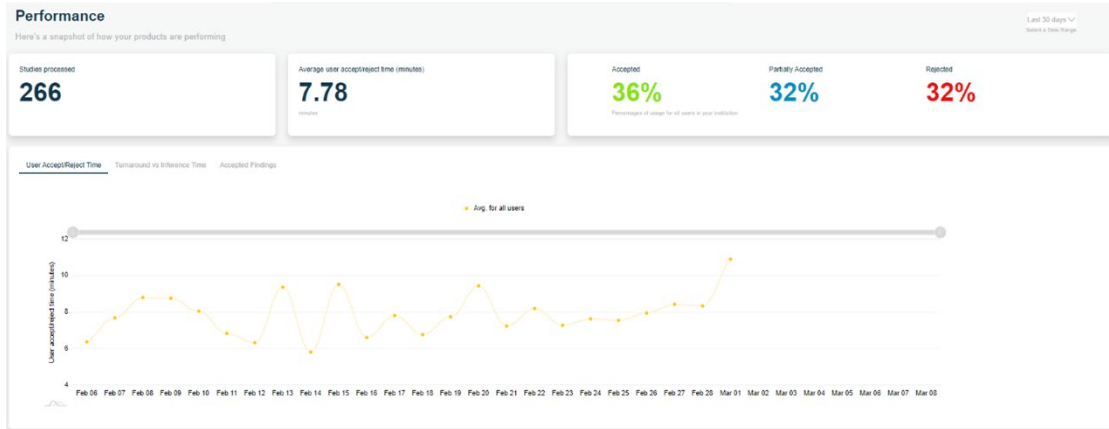 Performance
Last 30 days
Here's a snapshot of how your products are performing
Select a Date Range
Studies processed
266
Average user accept/reject time (minutes)
7.78
minutes
Accepted
36%
Partially Accepted
32%
Rejected
32%
Percentages of usage for all users in your institution
User Accept/Reject Time
Turnaround vs Inference Time
Accepted Findings
Avg. for all users
User accept/reject time (minutes)
12
10
8
6
4
Feb 06 Feb 07 Feb 08 Feb 09 Feb 10 Feb 11 Feb 12 Feb 13 Feb 14 Feb 15 Feb 16 Feb 17 Feb 18 Feb 19 Feb 20 Feb 21 Feb 22 Feb 23 Feb 24 Feb 25 Feb 26 Feb 27 Feb 28 Mar 01 Mar 02 Mar 03 Mar 04 Mar 05 Mar 06 Mar 07 Mar 08